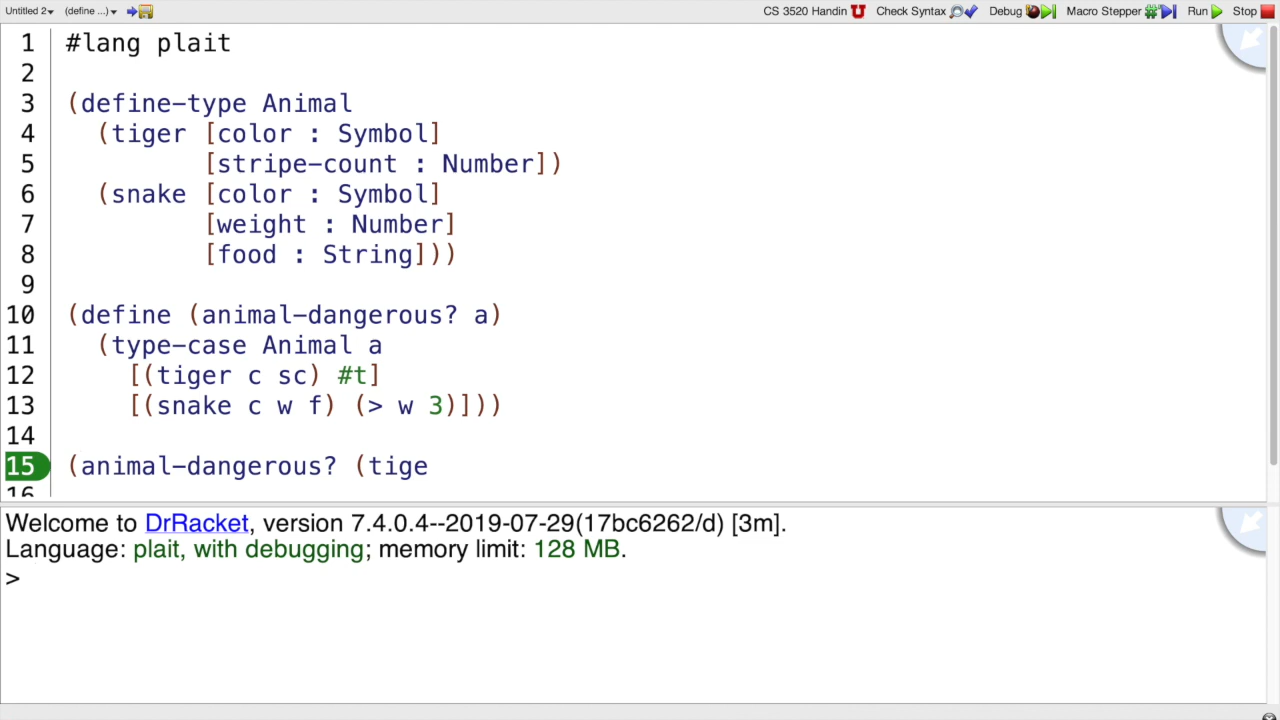 Untitled 2 (define ...) CS 3520 Handin Check Syntax Debug Macro Stepper Run Stop
1 #lang plait
2
3 (define-type Animal
4 (tiger [color : Symbol]
5 [stripe-count : Number])
6 (snake [color : Symbol]
7 [weight : Number]
8 [food : String]))
9
10 (define (animal-dangerous? a)
11 (type-case Animal a
12 [(tiger c sc) #t]
13 [(snake c w f) (> w 3)]))
14
15 (animal-dangerous? (tige
16
Welcome to DrRacket, version 7.4.0.4--2019-07-29(17bc6262/d) [3m].
Language: plait, with debugging; memory limit: 128 MB.
>